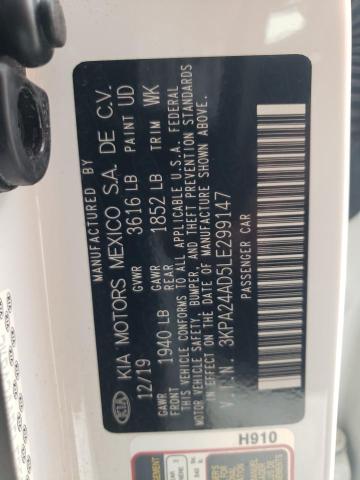 MANUFACTURED BY
KIA KIA MOTORS MEXICO S.A. DE C.V.
12/19 GVWR 3616 LB PAINT UD
GAWR FRONT 1940 LB GAWR REAR 1852 LB TRIM WK
THIS VEHICLE CONFORMS TO ALL APPLICABLE U.S.A. FEDERAL
MOTOR VEHICLE SAFETY, BUMPER, AND THEFT PREVENTION STANDARDS
IN EFFECT ON THE DATE OF MANUFACTURE SHOWN ABOVE.
V.I.N. 3KPA24AD5LE299147
PASSENGER CAR
H910